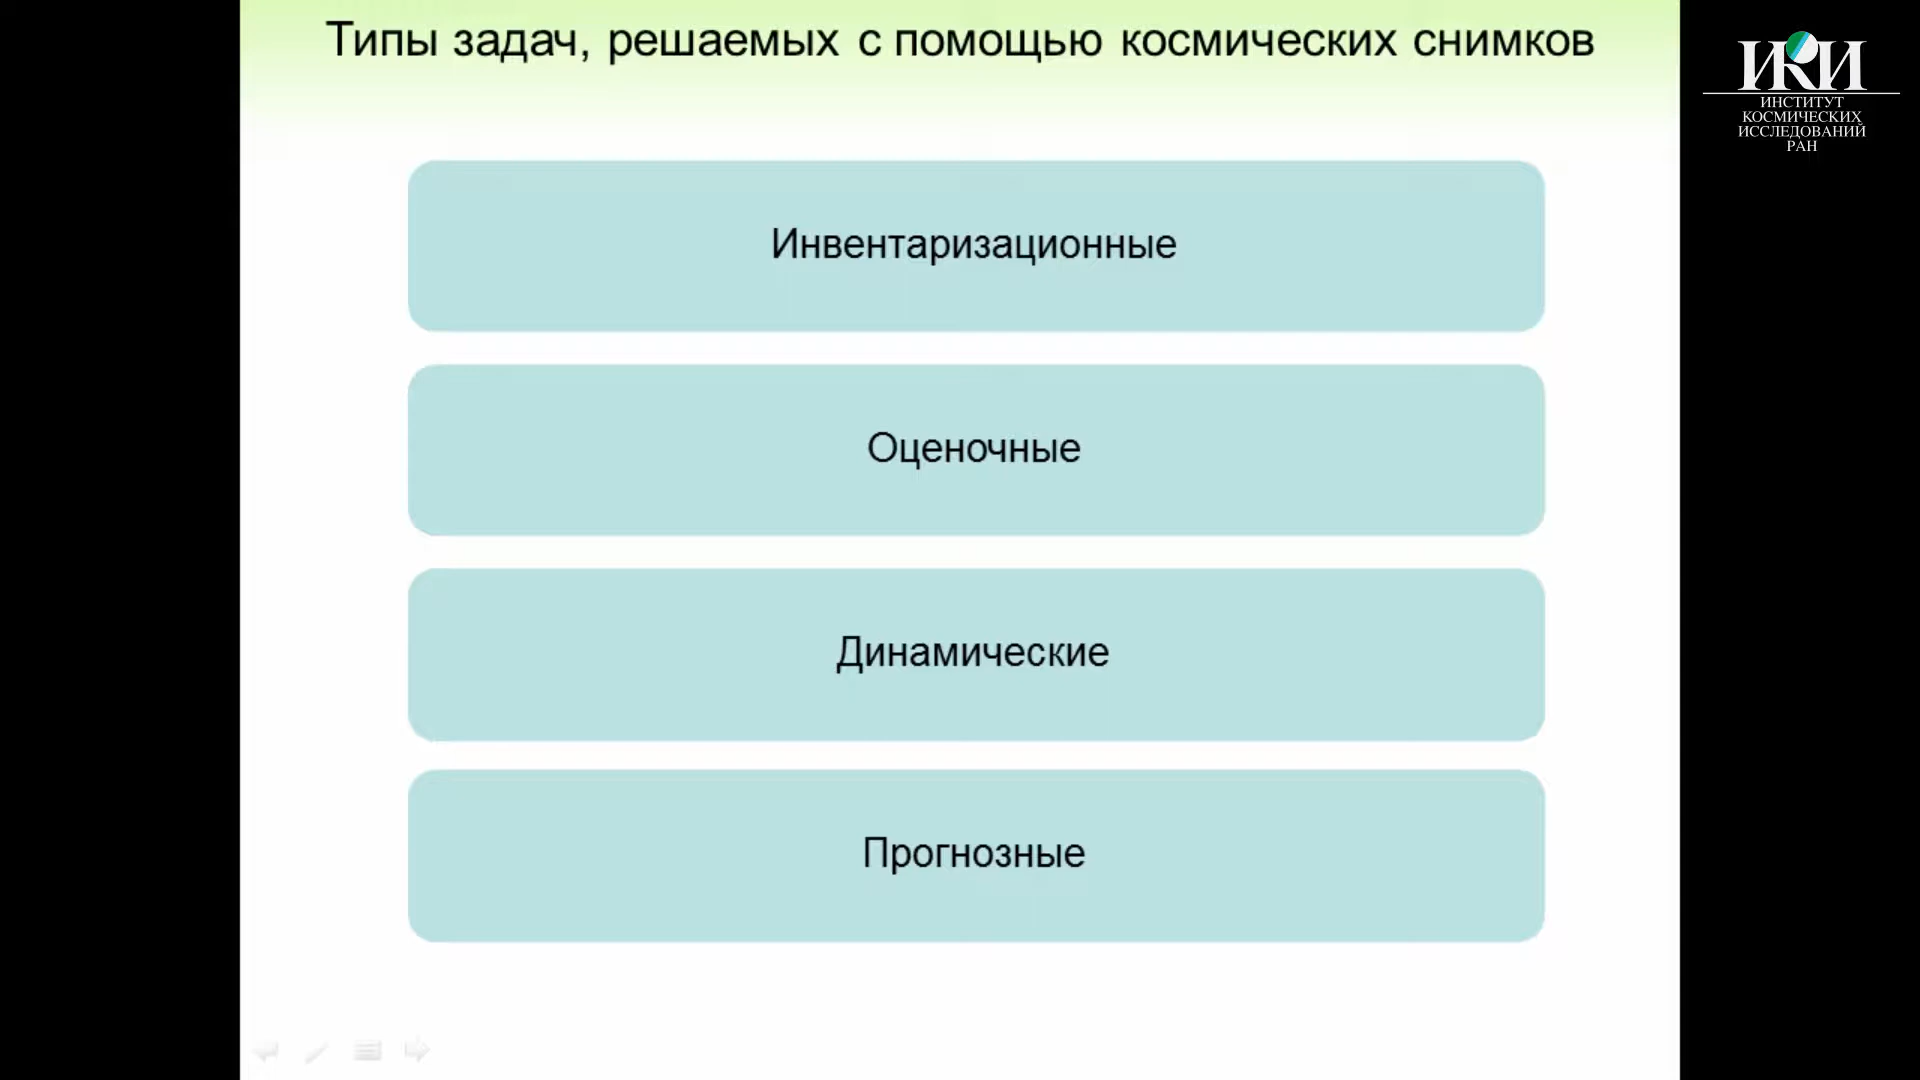 Типы задач, решаемых с помощью космических снимков
ИКИ
ИНСТИТУТ
КОСМИЧЕСКИХ
ИССЛЕДОВАНИЙ
РАН
Инвентаризационные
Оценочные
Динамические
Прогнозные